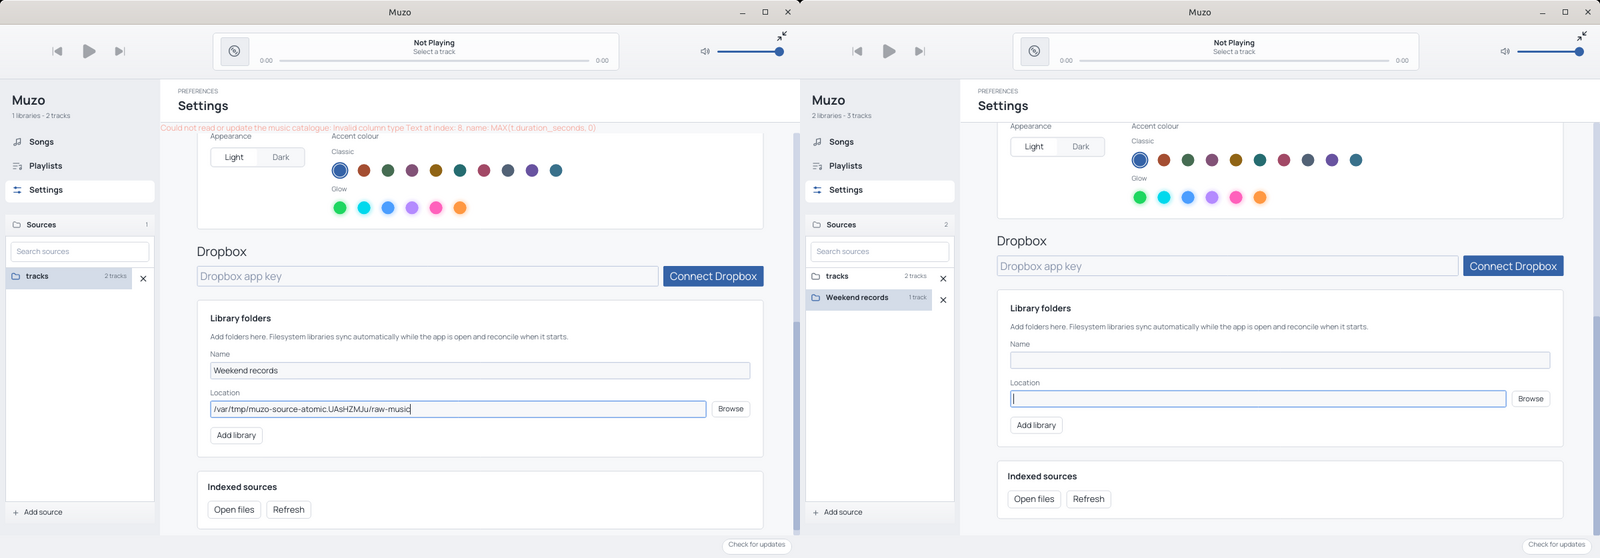 Muzo
Not Playing
Select a track
0:00
0:00
Muzo
1 libraries - 2 tracks
Songs
Playlists
Settings
Sources
1
Search sources
tracks
2 tracks
Add source
PREFERENCES
Settings
Could not read or update the music catalogue: Invalid column type Text at index: 8, name: MAX(t.duration_seconds, 0)
Appearance
Light
Dark
Accent colour
Classic
Glow
Dropbox
Dropbox app key
Connect Dropbox
Library folders
Add folders here. Filesystem libraries sync automatically while the app is open and reconcile when it starts.
Name
Weekend records
Location
/var/tmp/muzo-source-atomic.UAsHZMJu/raw-music
Browse
Add library
Indexed sources
Open files
Refresh
Check for updates
Muzo
Not Playing
Select a track
0:00
0:00
Muzo
2 libraries - 3 tracks
Songs
Playlists
Settings
Sources
2
Search sources
tracks
2 tracks
Weekend records
1 track
Add source
PREFERENCES
Settings
Appearance
Light
Dark
Accent colour
Classic
Glow
Dropbox
Dropbox app key
Connect Dropbox
Library folders
Add folders here. Filesystem libraries sync automatically while the app is open and reconcile when it starts.
Name
Location
Browse
Add library
Indexed sources
Open files
Refresh
Check for updates